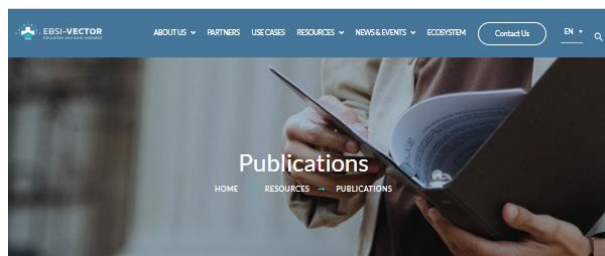 EBSI-VECTOR
ABOUT US PARTNERS USE CASES RESOURCES NEWS & EVENTS ECOSYSTEM Contact Us EN
Publications
HOME RESOURCES → PUBLICATIONS